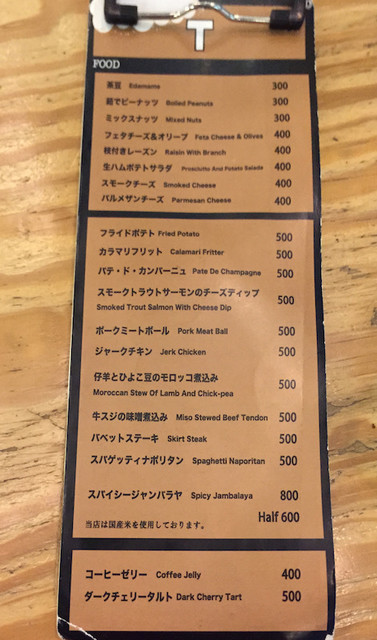 T
FOOD
茶豆 Edamame 300
茹でピーナッツ Boiled Peanuts 300
ミックスナッツ Mixed Nuts 300
フェタチーズ&オリーブ Feta Cheese & Olives 400
枝付きレーズン Raisin With Branch 400
生ハムポテトサラダ Prosciutto And Potato Salade 400
スモークチーズ Smoked Cheese 400
パルメザンチーズ Parmesan Cheese 400
フライドポテト Fried Potato 500
カラマリフリット Calamari Fritter 500
パテ・ド・カンパーニュ Pate De Champagne 500
スモークトラウトサーモンのチーズディップ 500
Smoked Trout Salmon With Cheese Dip
ポークミートボール Pork Meat Ball 500
ジャークチキン Jerk Chicken 500
仔羊とひよこ豆のモロッコ煮込み 500
Moroccan Stew Of Lamb And Chick-pea
牛スジの味噌煮込み Miso Stewed Beef Tendon 500
バベットステーキ Skirt Steak 500
スパゲッティナポリタン Spaghetti Naporitan 500
スパイシージャンバラヤ Spicy Jambalaya 800
Half 600
当店は国産米を使用しております。
コーヒーゼリー Coffee Jelly 400
ダークチェリータルト Dark Cherry Tart 500